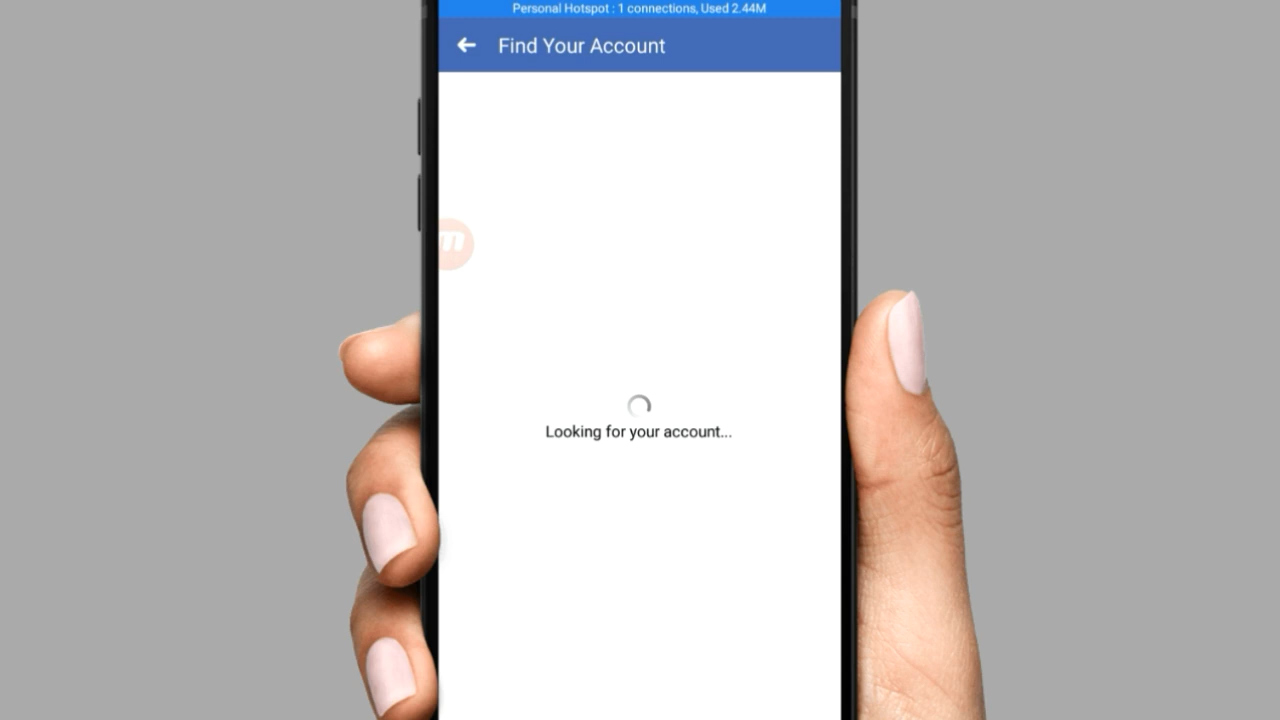 Personal Hotspot : 1 connections, Used 2.44M
Find Your Account
m
Looking for your account...